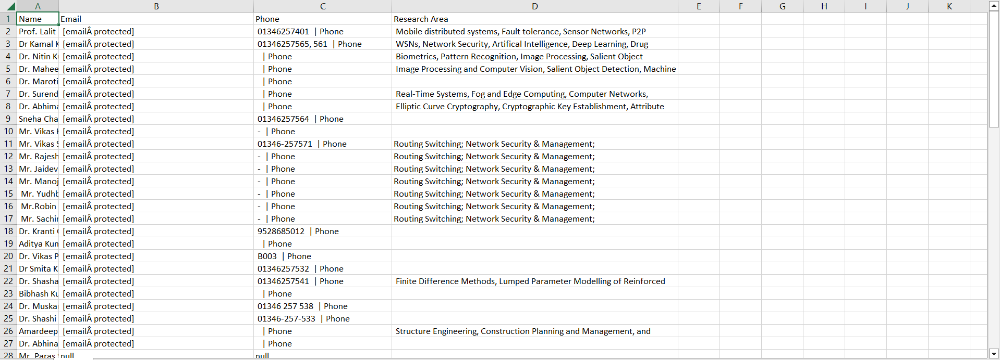 A B C D E F G H I J K
1 Name Email Phone Research Area
2 Prof. Lalit [emailÂ protected] 01346257401 | Phone Mobile distributed systems, Fault tolerance, Sensor Networks, P2P
3 Dr Kamal K [emailÂ protected] 01346257565, 561 | Phone WSNs, Network Security, Artifical Intelligence, Deep Learning, Drug
4 Dr. Nitin Ku [emailÂ protected] | Phone Biometrics, Pattern Recognition, Image Processing, Salient Object
5 Dr. Mahee [emailÂ protected] | Phone Image Processing and Computer Vision, Salient Object Detection, Machine
6 Dr. Maroti [emailÂ protected] | Phone
7 Dr. Surend [emailÂ protected] | Phone Real-Time Systems, Fog and Edge Computing, Computer Networks,
8 Dr. Abhima [emailÂ protected] | Phone Elliptic Curve Cryptography, Cryptographic Key Establishment, Attribute
9 Sneha Cha [emailÂ protected] 01346257564 | Phone
10 Mr. Vikas [emailÂ protected] - | Phone
11 Mr. Vikas S [emailÂ protected] 01346-257571 | Phone Routing Switching; Network Security & Management;
12 Mr. Rajesh [emailÂ protected] - | Phone Routing Switching; Network Security & Management;
13 Mr. Jaidev [emailÂ protected] - | Phone Routing Switching; Network Security & Management;
14 Mr. Manoj [emailÂ protected] - | Phone Routing Switching; Network Security & Management;
15 Mr. Yudhb [emailÂ protected] - | Phone Routing Switching; Network Security & Management;
16 Mr.Robin [emailÂ protected] - | Phone Routing Switching; Network Security & Management;
17 Mr. Sachin [emailÂ protected] - | Phone Routing Switching; Network Security & Management;
18 Dr. Kranti [emailÂ protected] 9528685012 | Phone
19 Aditya Kum [emailÂ protected] | Phone
20 Dr. Vikas P [emailÂ protected] B003 | Phone
21 Dr Smita K [emailÂ protected] 01346257532 | Phone
22 Dr. Shasha [emailÂ protected] 01346257541 | Phone Finite Difference Methods, Lumped Parameter Modelling of Reinforced
23 Bibhash Ku [emailÂ protected] | Phone
24 Dr. Muskan [emailÂ protected] 01346 257 538 | Phone
25 Dr. Shashi [emailÂ protected] 01346-257-533 | Phone
26 Amardeep [emailÂ protected] | Phone Structure Engineering, Construction Planning and Management, and
27 Dr. Abhina [emailÂ protected] | Phone
28 Mr. Paras null null